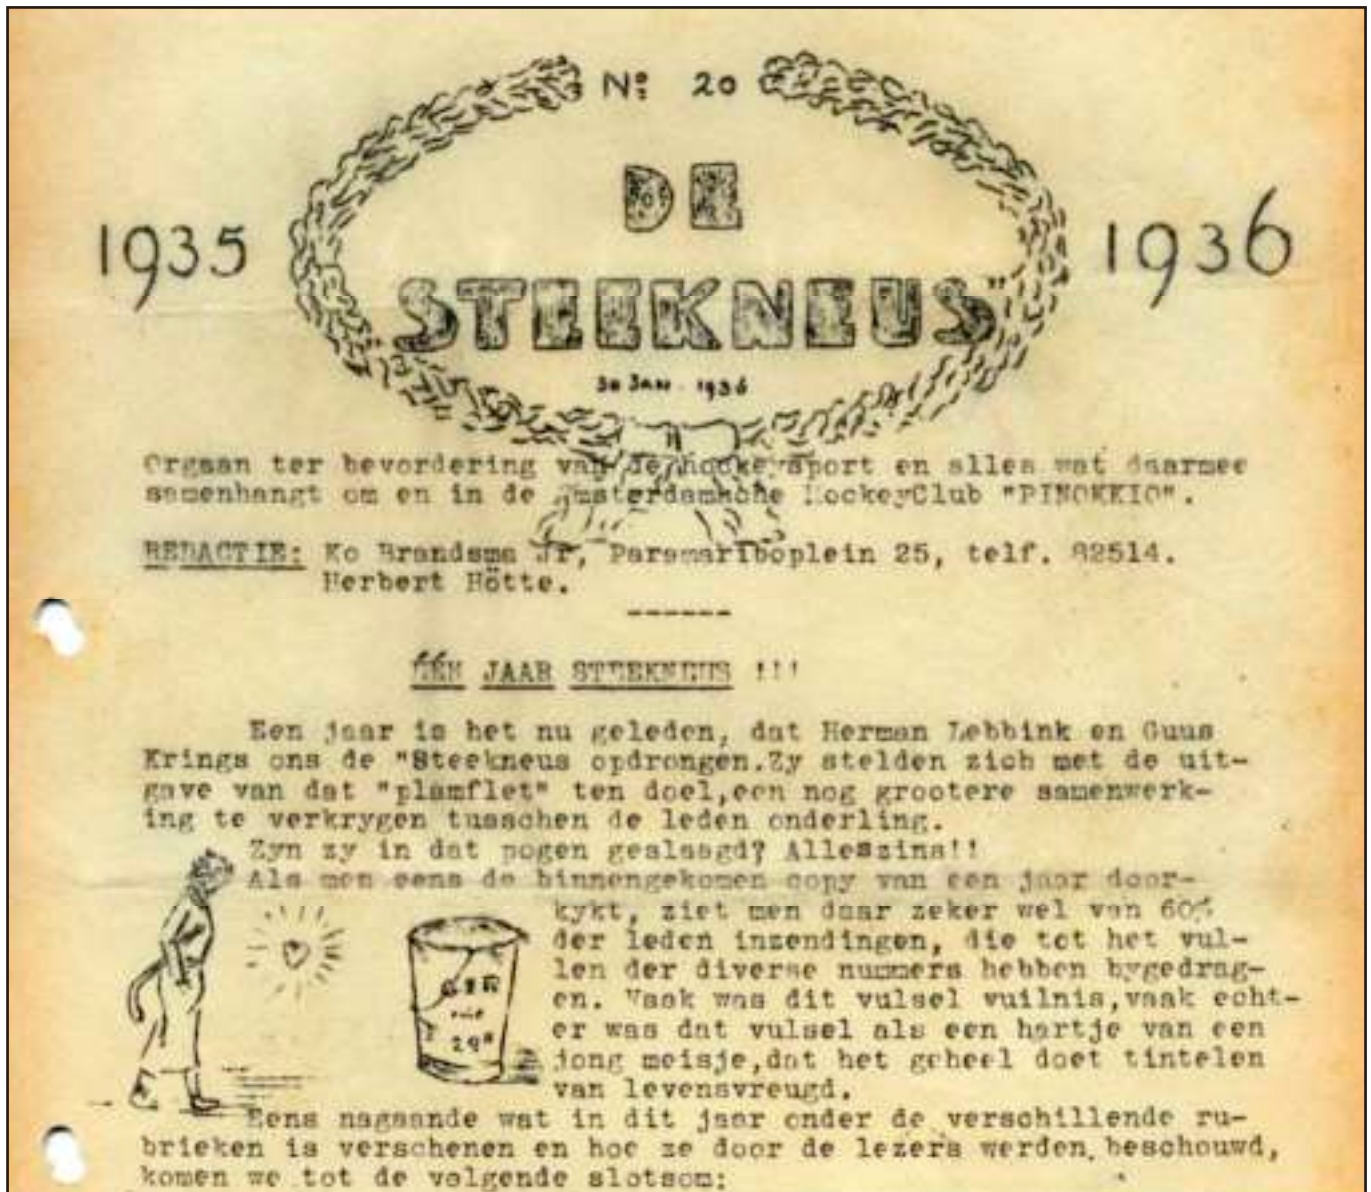 Nº 20
DE
1935
1936
STEEKNEUS"
30 JAN. 1936
Orgaan ter bevordering van de hockeysport en alles wat daarmee
samenhangt om en in de Amsterdamsche HockeyClub "PINOKKIO".
REDACTIE: Ko Brandsma Jr, Paramariboplein 25, telf. 82514.
Herbert Hötte.
------
ÉÉN JAAR STEEKNEUS !!!
Een jaar is het nu geleden, dat Herman Lebbink en Guus
Krings ons de "Steekneus opdrongen.Zy stelden zich met de uit-
gave van dat "plamflet" ten doel,een nog grootere samenwerk-
ing te verkrygen tusschen de leden onderling.
Zyn zy in dat pogen geslaagd? Alleszins!!
Als men eens de binnengekomen copy van een jaar door-
kykt, ziet men daar zeker wel van 60%
der leden inzendingen, die tot het vul-
len der diverse nummers hebben bygedrag-
en. Vaak was dit vulsel vuilnis,vaak echt-
er was dat vulsel als een hartje van een
jong meisje,dat het geheel doet tintelen
van levensvreugd.
Eens nagaande wat in dit jaar onder de verschillende ru-
brieken is verschenen en hoe ze door de lezers werden beschouwd,
komen we tot de volgende slotsom: